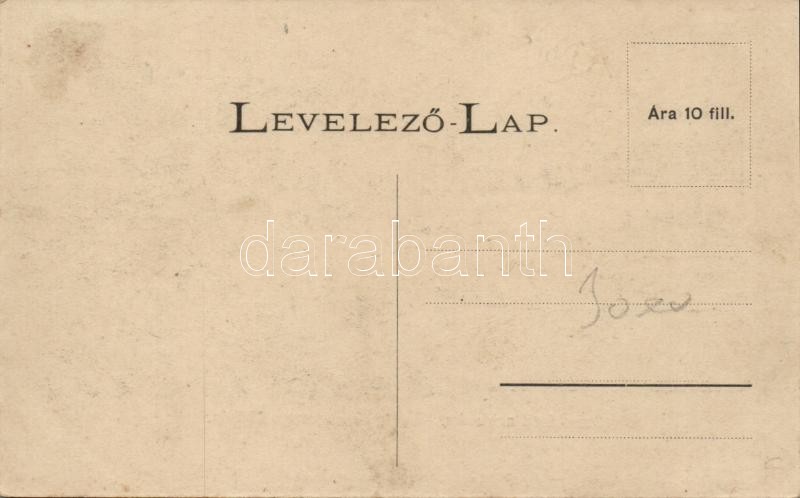 LEVELEZŐ-LAP.
Ára 10 fill.
darabanth